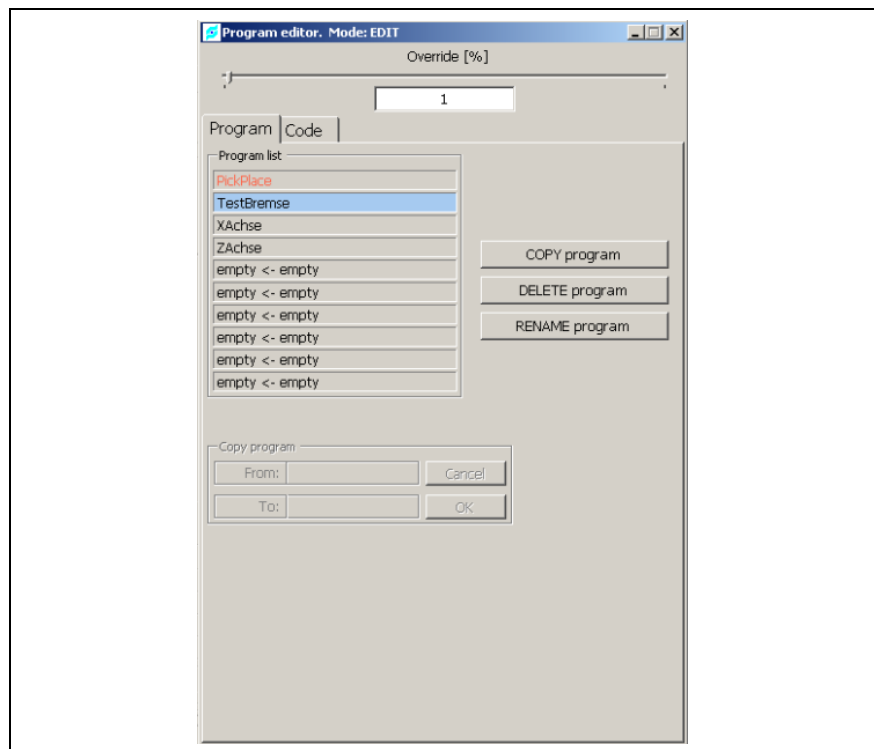 Program editor. Mode: EDIT
Override [%]
1
Program Code
Program list
PickPlace
TestBremse
XAchse
ZAchse
empty <- empty
empty <- empty
empty <- empty
empty <- empty
empty <- empty
empty <- empty
COPY program
DELETE program
RENAME program
Copy program
From: Cancel
To: OK